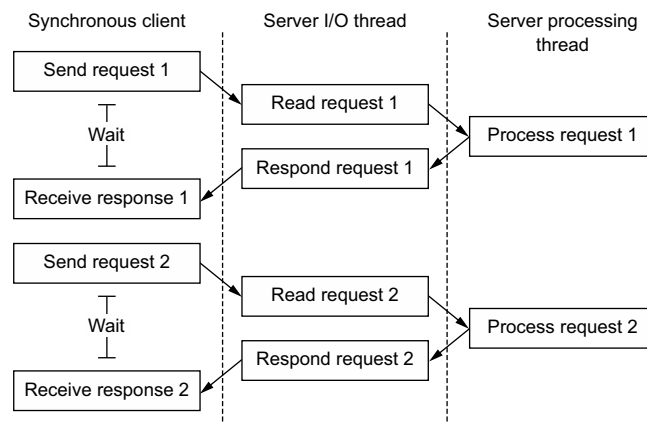 Synchronous client
Server I/O thread
Server processing
thread
Send request 1
Read request 1
Wait
Process request 1
Respond request 1
Receive response 1
Send request 2
Read request 2
Wait
Process request 2
Respond request 2
Receive response 2